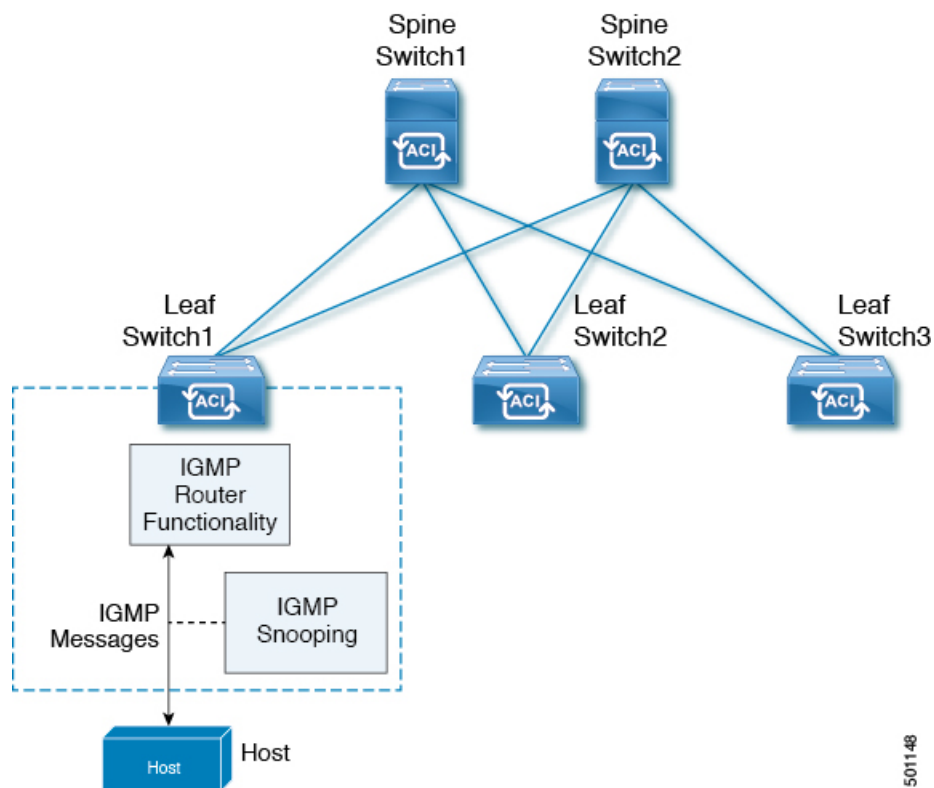 Spine
Switch1
Spine
Switch2
ACI
ACI
Leaf
Switch1
Leaf
Switch2
Leaf
Switch3
ACI
ACI
ACI
IGMP
Router
Functionality
IGMP
Messages
IGMP
Snooping
Host
Host
501148